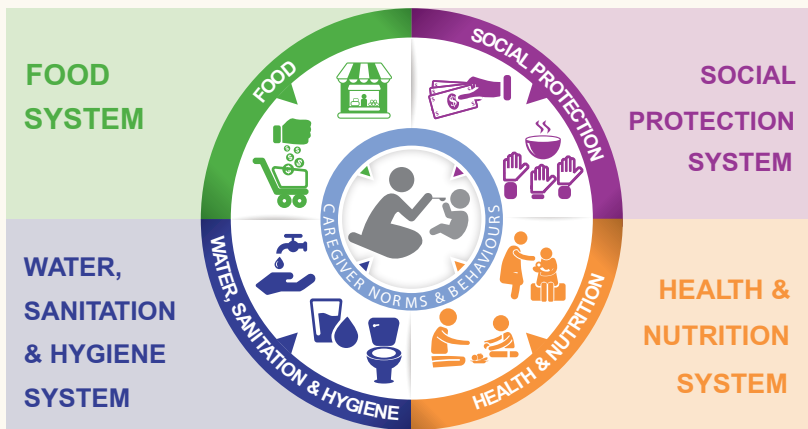 FOOD
SYSTEM
SOCIAL
PROTECTION
SYSTEM
FOOD
SOCIAL PROTECTION
CAREGIVER NORMS & BEHAVIOURS
WATER, SANITATION & HYGIENE
HEALTH & NUTRITION
WATER,
SANITATION
& HYGIENE
SYSTEM
HEALTH &
NUTRITION
SYSTEM
$
$
$
$
$
$